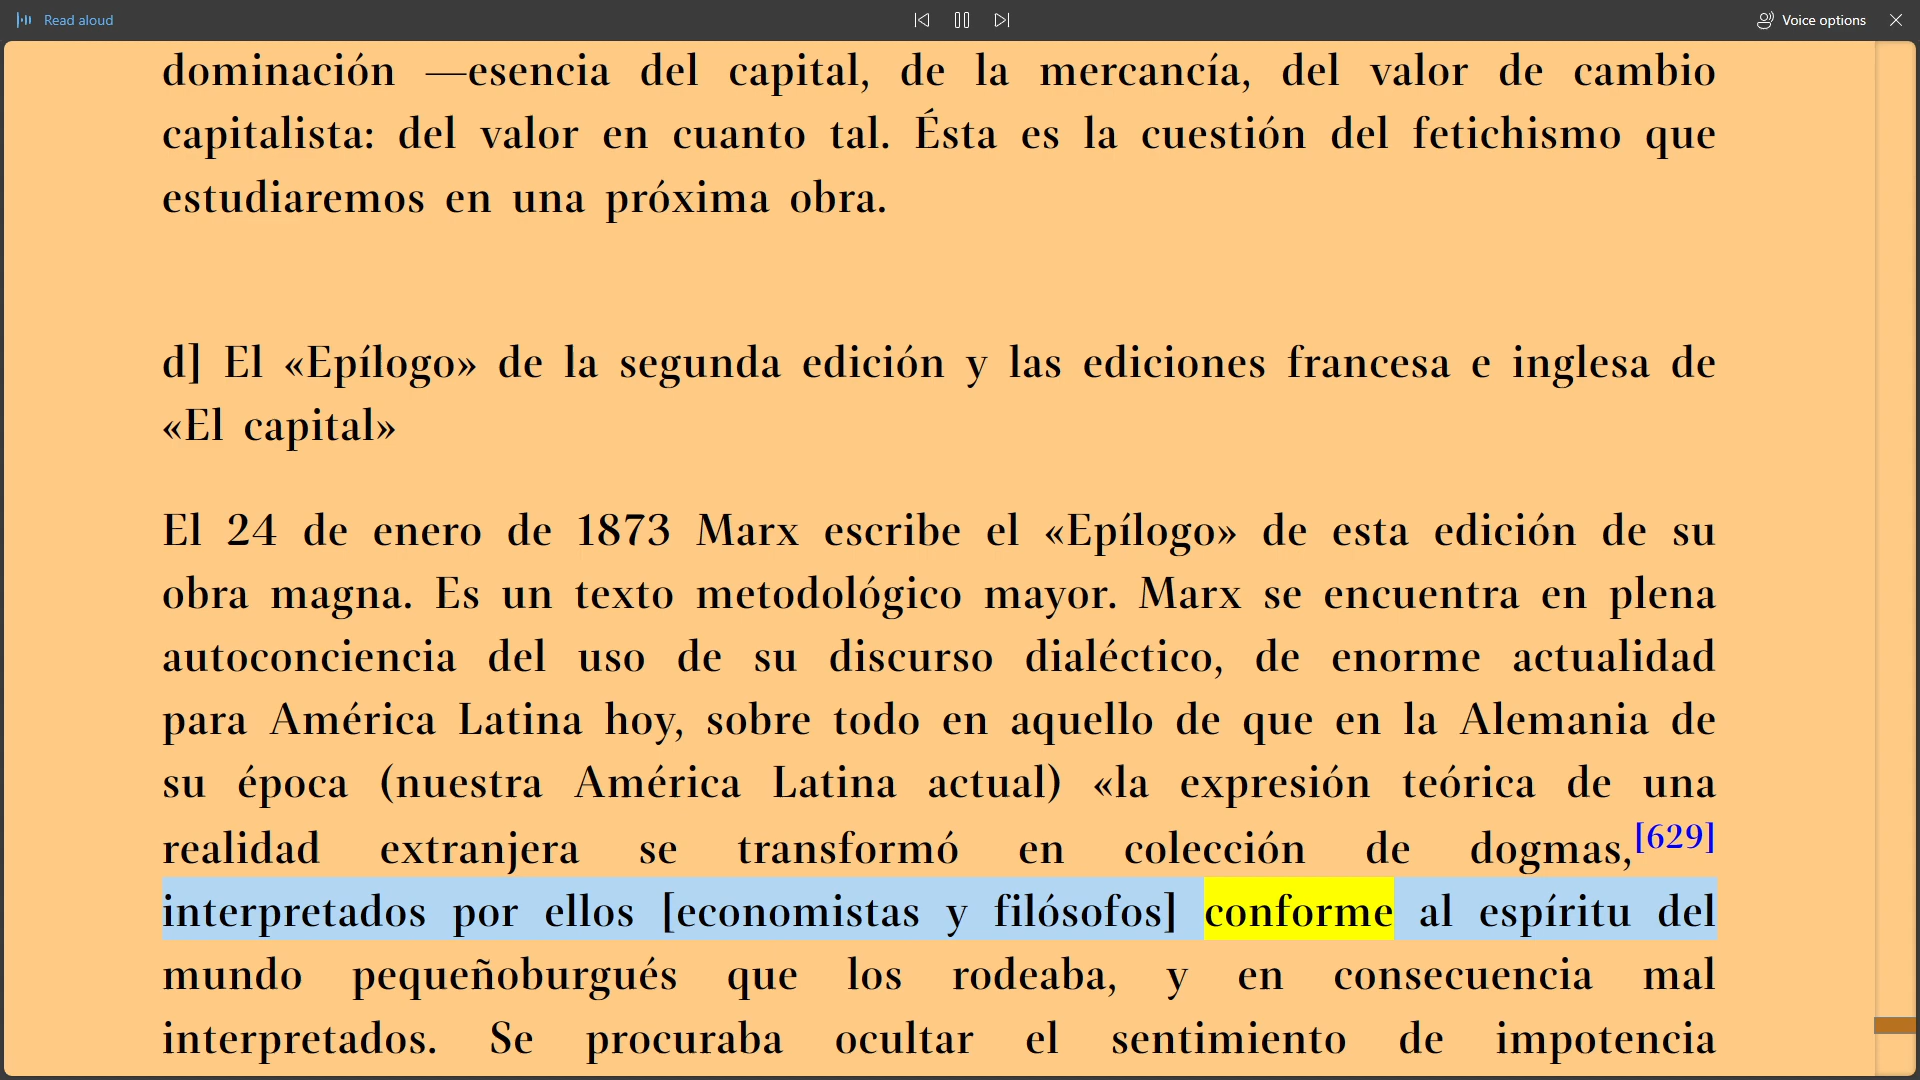 Read aloud
Voice options
dominación —esencia del capital, de la mercancía, del valor de cambio
capitalista: del valor en cuanto tal. Ésta es la cuestión del fetichismo que
estudiaremos en una próxima obra.
d] El «Epílogo» de la segunda edición y las ediciones francesa e inglesa de
«El capital»
El 24 de enero de 1873 Marx escribe el «Epílogo» de esta edición de su
obra magna. Es un texto metodológico mayor. Marx se encuentra en plena
autoconciencia del uso de su discurso dialéctico, de enorme actualidad
para América Latina hoy, sobre todo en aquello de que en la Alemania de
su época (nuestra América Latina actual) «la expresión teórica de una
realidad extranjera se transformó en colección de dogmas,[629]
interpretados por ellos [economistas y filósofos] conforme al espíritu del
mundo pequeñoburgués que los rodeaba, y en consecuencia mal
interpretados. Se procuraba ocultar el sentimiento de impotencia